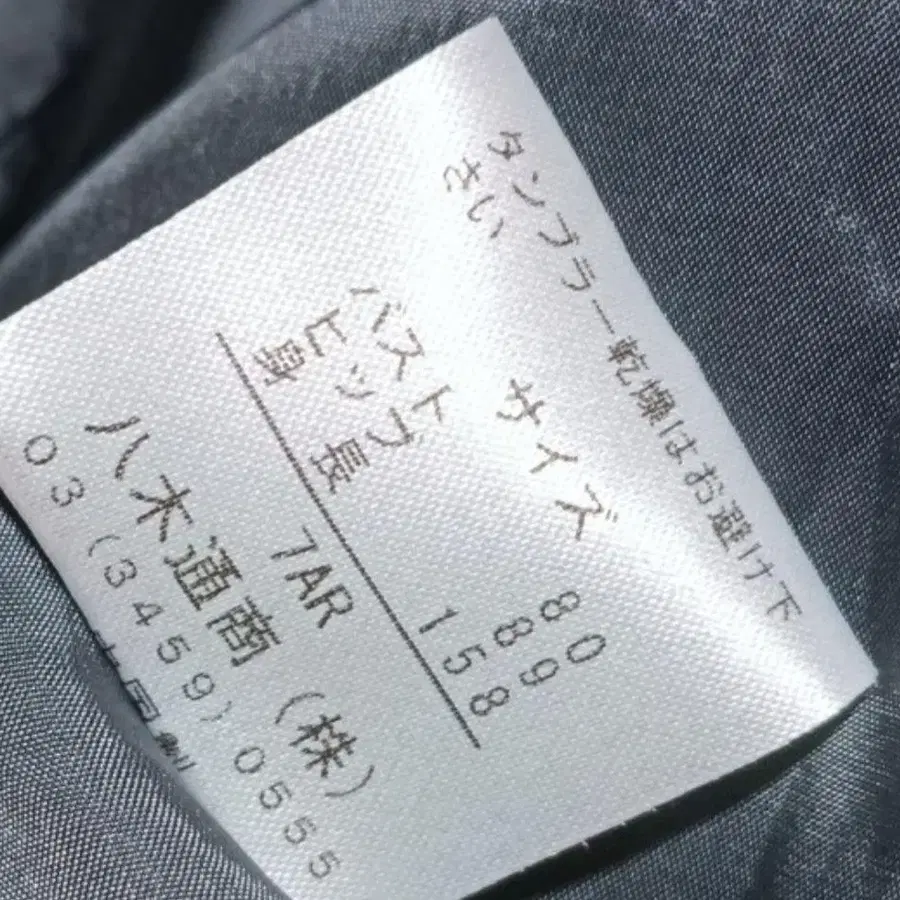 タンブラー乾燥はお避け下
さい
サイズ
バスト 80
ヒップ 89
身長 158
7AR
八木通商(株)
03(3459)0555